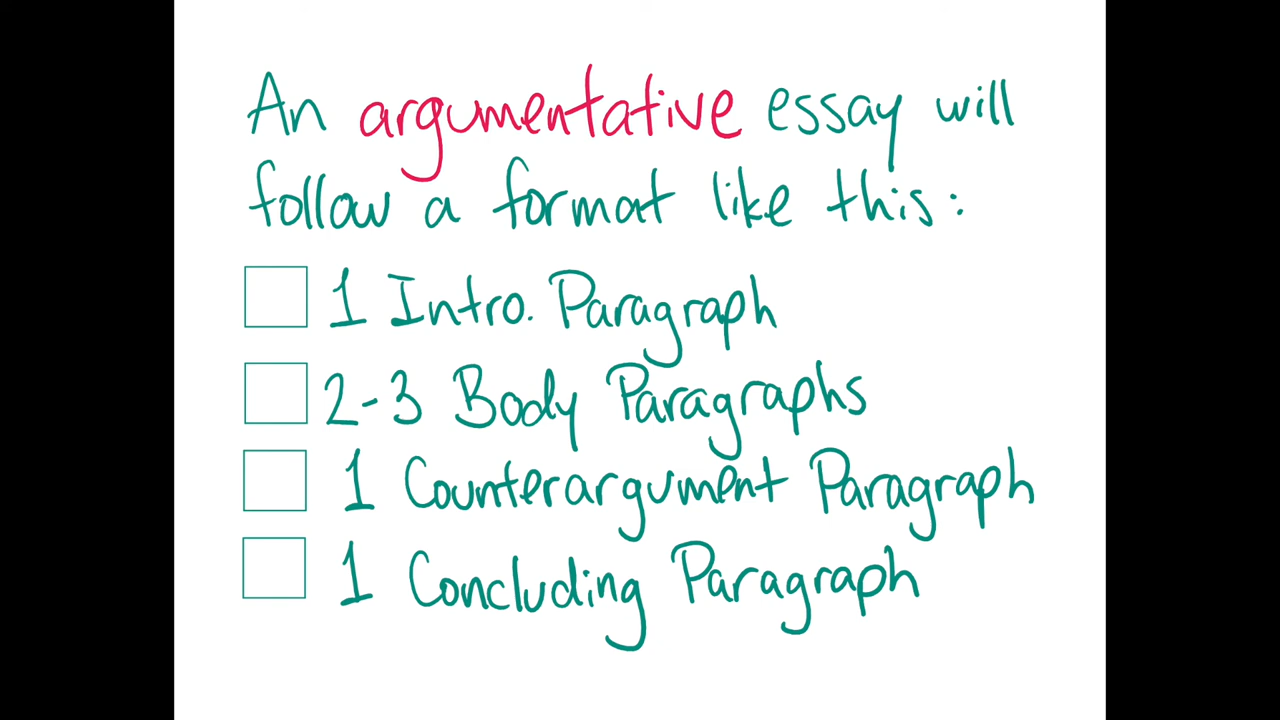 An argumentative essay will
follow a format like this:
1 Intro. Paragraph
2-3 Body Paragraphs
1 Counterargument Paragraph
1 Concluding Paragraph